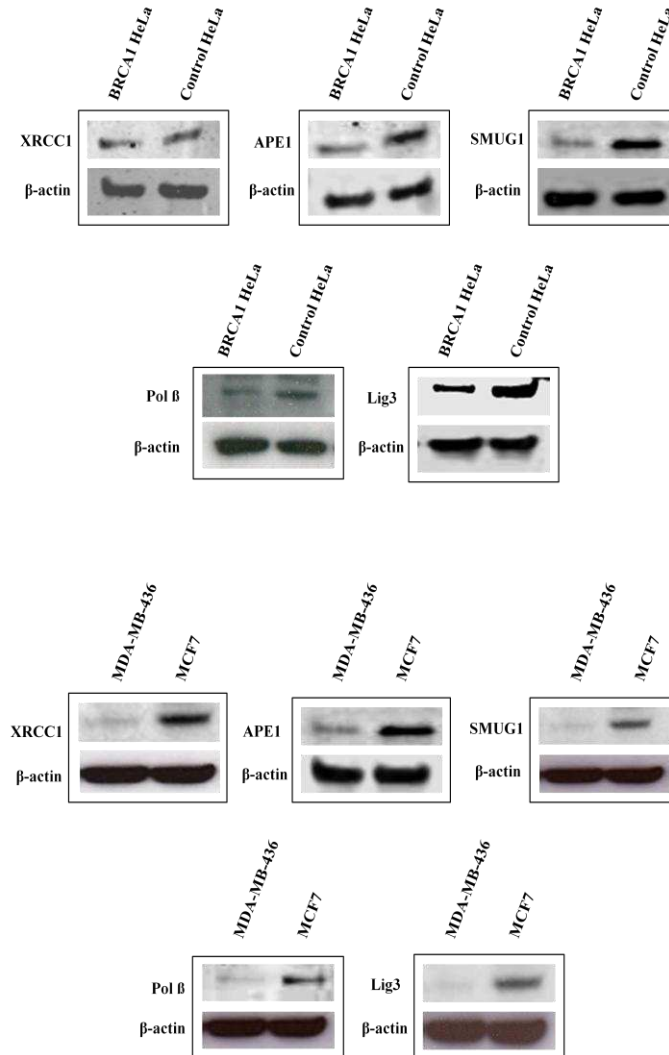 BRCA1 HeLa
Control HeLa
XRCC1
β-actin
BRCA1 HeLa
Control HeLa
APE1
β-actin
BRCA1 HeLa
Control HeLa
SMUG1
β-actin
BRCA1 HeLa
Control HeLa
Pol ß
β-actin
BRCA1 HeLa
Control HeLa
Lig3
β-actin
MDA-MB-436
MCF7
XRCC1
β-actin
MDA-MB-436
MCF7
APE1
β-actin
MDA-MB-436
MCF7
SMUG1
β-actin
MDA-MB-436
MCF7
Pol ß
β-actin
MDA-MB-436
MCF7
Lig3
β-actin